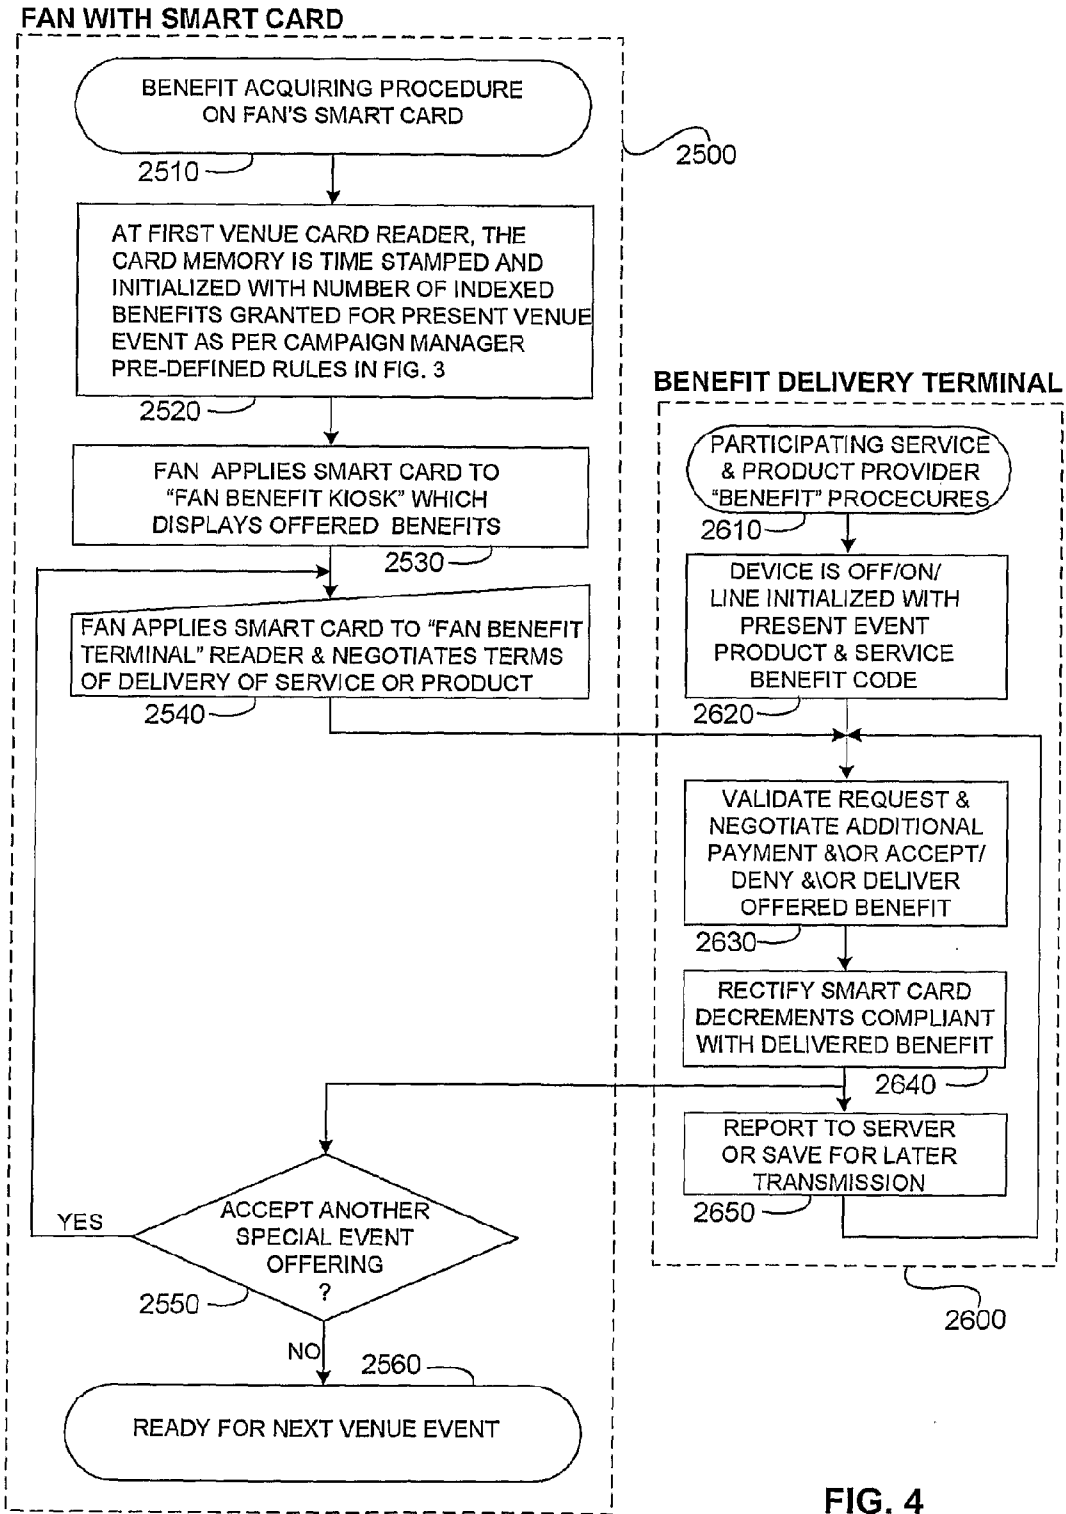 FAN WITH SMART CARD
BENEFIT ACQUIRING PROCEDURE
ON FAN'S SMART CARD
2510
2500
AT FIRST VENUE CARD READER, THE
CARD MEMORY IS TIME STAMPED AND
INITIALIZED WITH NUMBER OF INDEXED
BENEFITS GRANTED FOR PRESENT VENUE
EVENT AS PER CAMPAIGN MANAGER
PRE-DEFINED RULES IN FIG. 3
2520
FAN APPLIES SMART CARD TO
"FAN BENEFIT KIOSK" WHICH
DISPLAYS OFFERED BENEFITS
2530
FAN APPLIES SMART CARD TO "FAN BENEFIT
TERMINAL" READER & NEGOTIATES TERMS
OF DELIVERY OF SERVICE OR PRODUCT
2540
BENEFIT DELIVERY TERMINAL
PARTICIPATING SERVICE
& PRODUCT PROVIDER
"BENEFIT" PROCECURES
2610
DEVICE IS OFF/ON/
LINE INITIALIZED WITH
PRESENT EVENT
PRODUCT & SERVICE
BENEFIT CODE
2620
VALIDATE REQUEST &
NEGOTIATE ADDITIONAL
PAYMENT &\OR ACCEPT/
DENY &\OR DELIVER
OFFERED BENEFIT
2630
RECTIFY SMART CARD
DECREMENTS COMPLIANT
WITH DELIVERED BENEFIT
2640
REPORT TO SERVER
OR SAVE FOR LATER
TRANSMISSION
2650
2600
YES
ACCEPT ANOTHER
SPECIAL EVENT
OFFERING
?
2550
NO
2560
READY FOR NEXT VENUE EVENT
FIG. 4